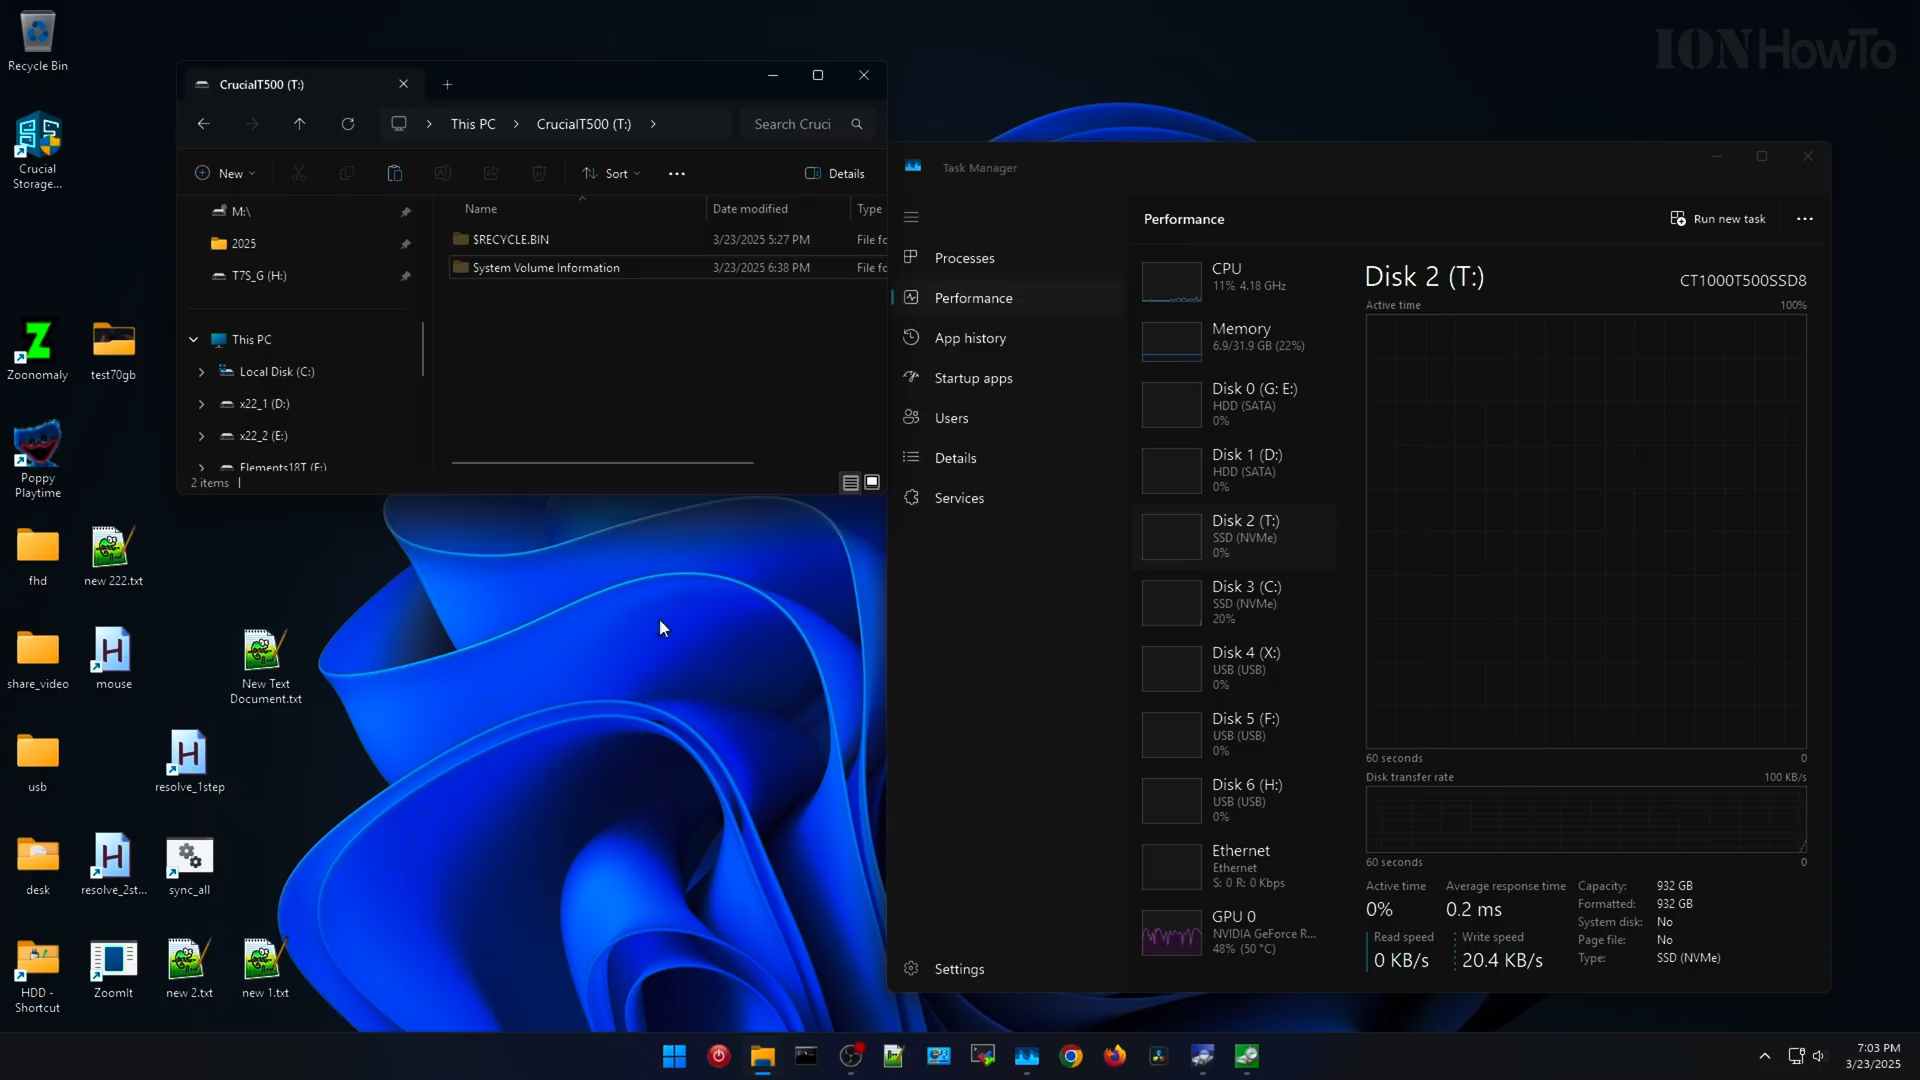 Recycle Bin
Crucial
Storage...
Zoonomaly
test70gb
Poppy
Playtime
fhd
new 222.txt
share_video
mouse
New Text
Document.txt
usb
resolve_1step
desk
resolve_2st...
sync_all
HDD -
Shortcut
ZoomIt
new 2.txt
new 1.txt
CrucialT500 (T:)
This PC
CrucialT500 (T:)
Search Cruci
New
Sort
Details
M:\
2025
T7S_G (H:)
This PC
Local Disk (C:)
x22_1 (D:)
x22_2 (E:)
Elements18T (F:)
Name
Date modified
Type
$RECYCLE.BIN
3/23/2025 5:27 PM
File fo
System Volume Information
3/23/2025 6:38 PM
File fo
2 items
IONHowTo
Task Manager
Processes
Performance
App history
Startup apps
Users
Details
Services
Settings
Performance
Run new task
CPU
11% 4.18 GHz
Memory
6.9/31.9 GB (22%)
Disk 0 (G: E:)
HDD (SATA)
0%
Disk 1 (D:)
HDD (SATA)
0%
Disk 2 (T:)
SSD (NVMe)
0%
Disk 3 (C:)
SSD (NVMe)
20%
Disk 4 (X:)
USB (USB)
0%
Disk 5 (F:)
USB (USB)
0%
Disk 6 (H:)
USB (USB)
0%
Ethernet
Ethernet
S: 0 R: 0 Kbps
GPU 0
NVIDIA GeForce R...
48% (50 °C)
Disk 2 (T:)
CT1000T500SSD8
Active time
100%
60 seconds
0
Disk transfer rate
100 KB/s
60 seconds
0
Active time
0%
Average response time
0.2 ms
Read speed
0 KB/s
Write speed
20.4 KB/s
Capacity: 932 GB
Formatted: 932 GB
System disk: No
Page file: No
Type: SSD (NVMe)
7:03 PM
3/23/2025